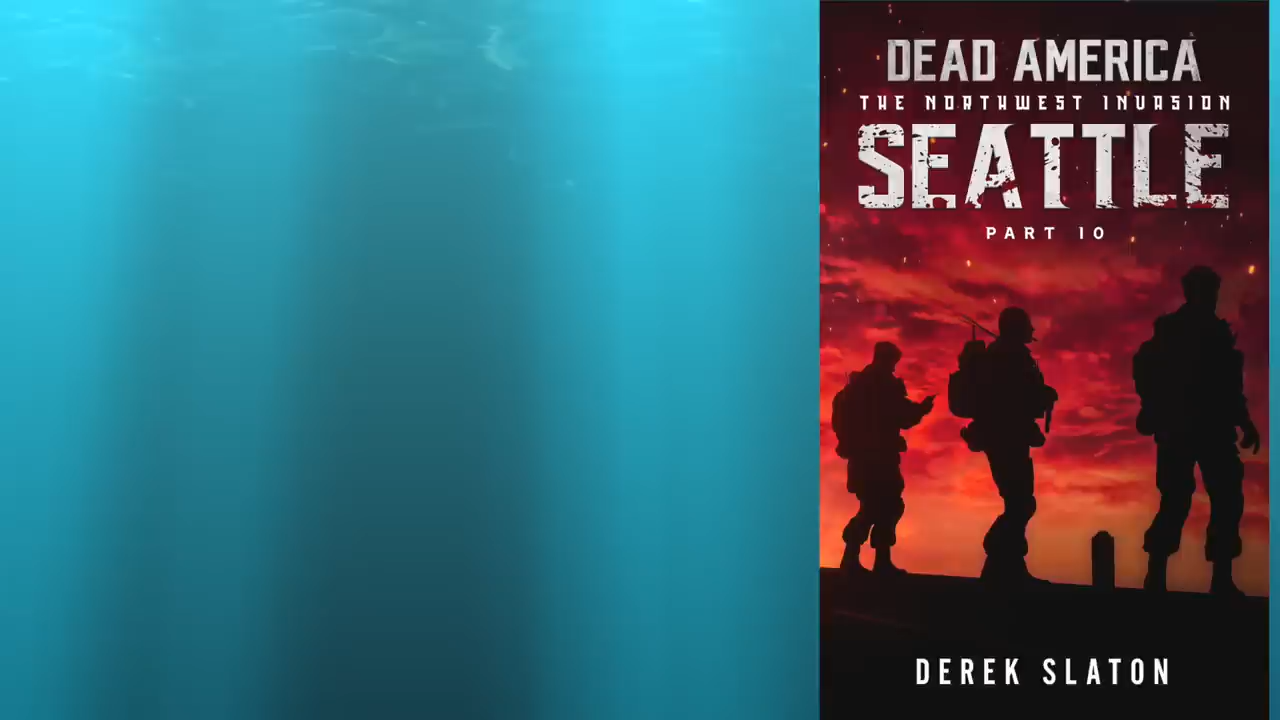 DEAD AMERICA
THE NORTHWEST INVASION
SEATTLE
PART 10
DEREK SLATON